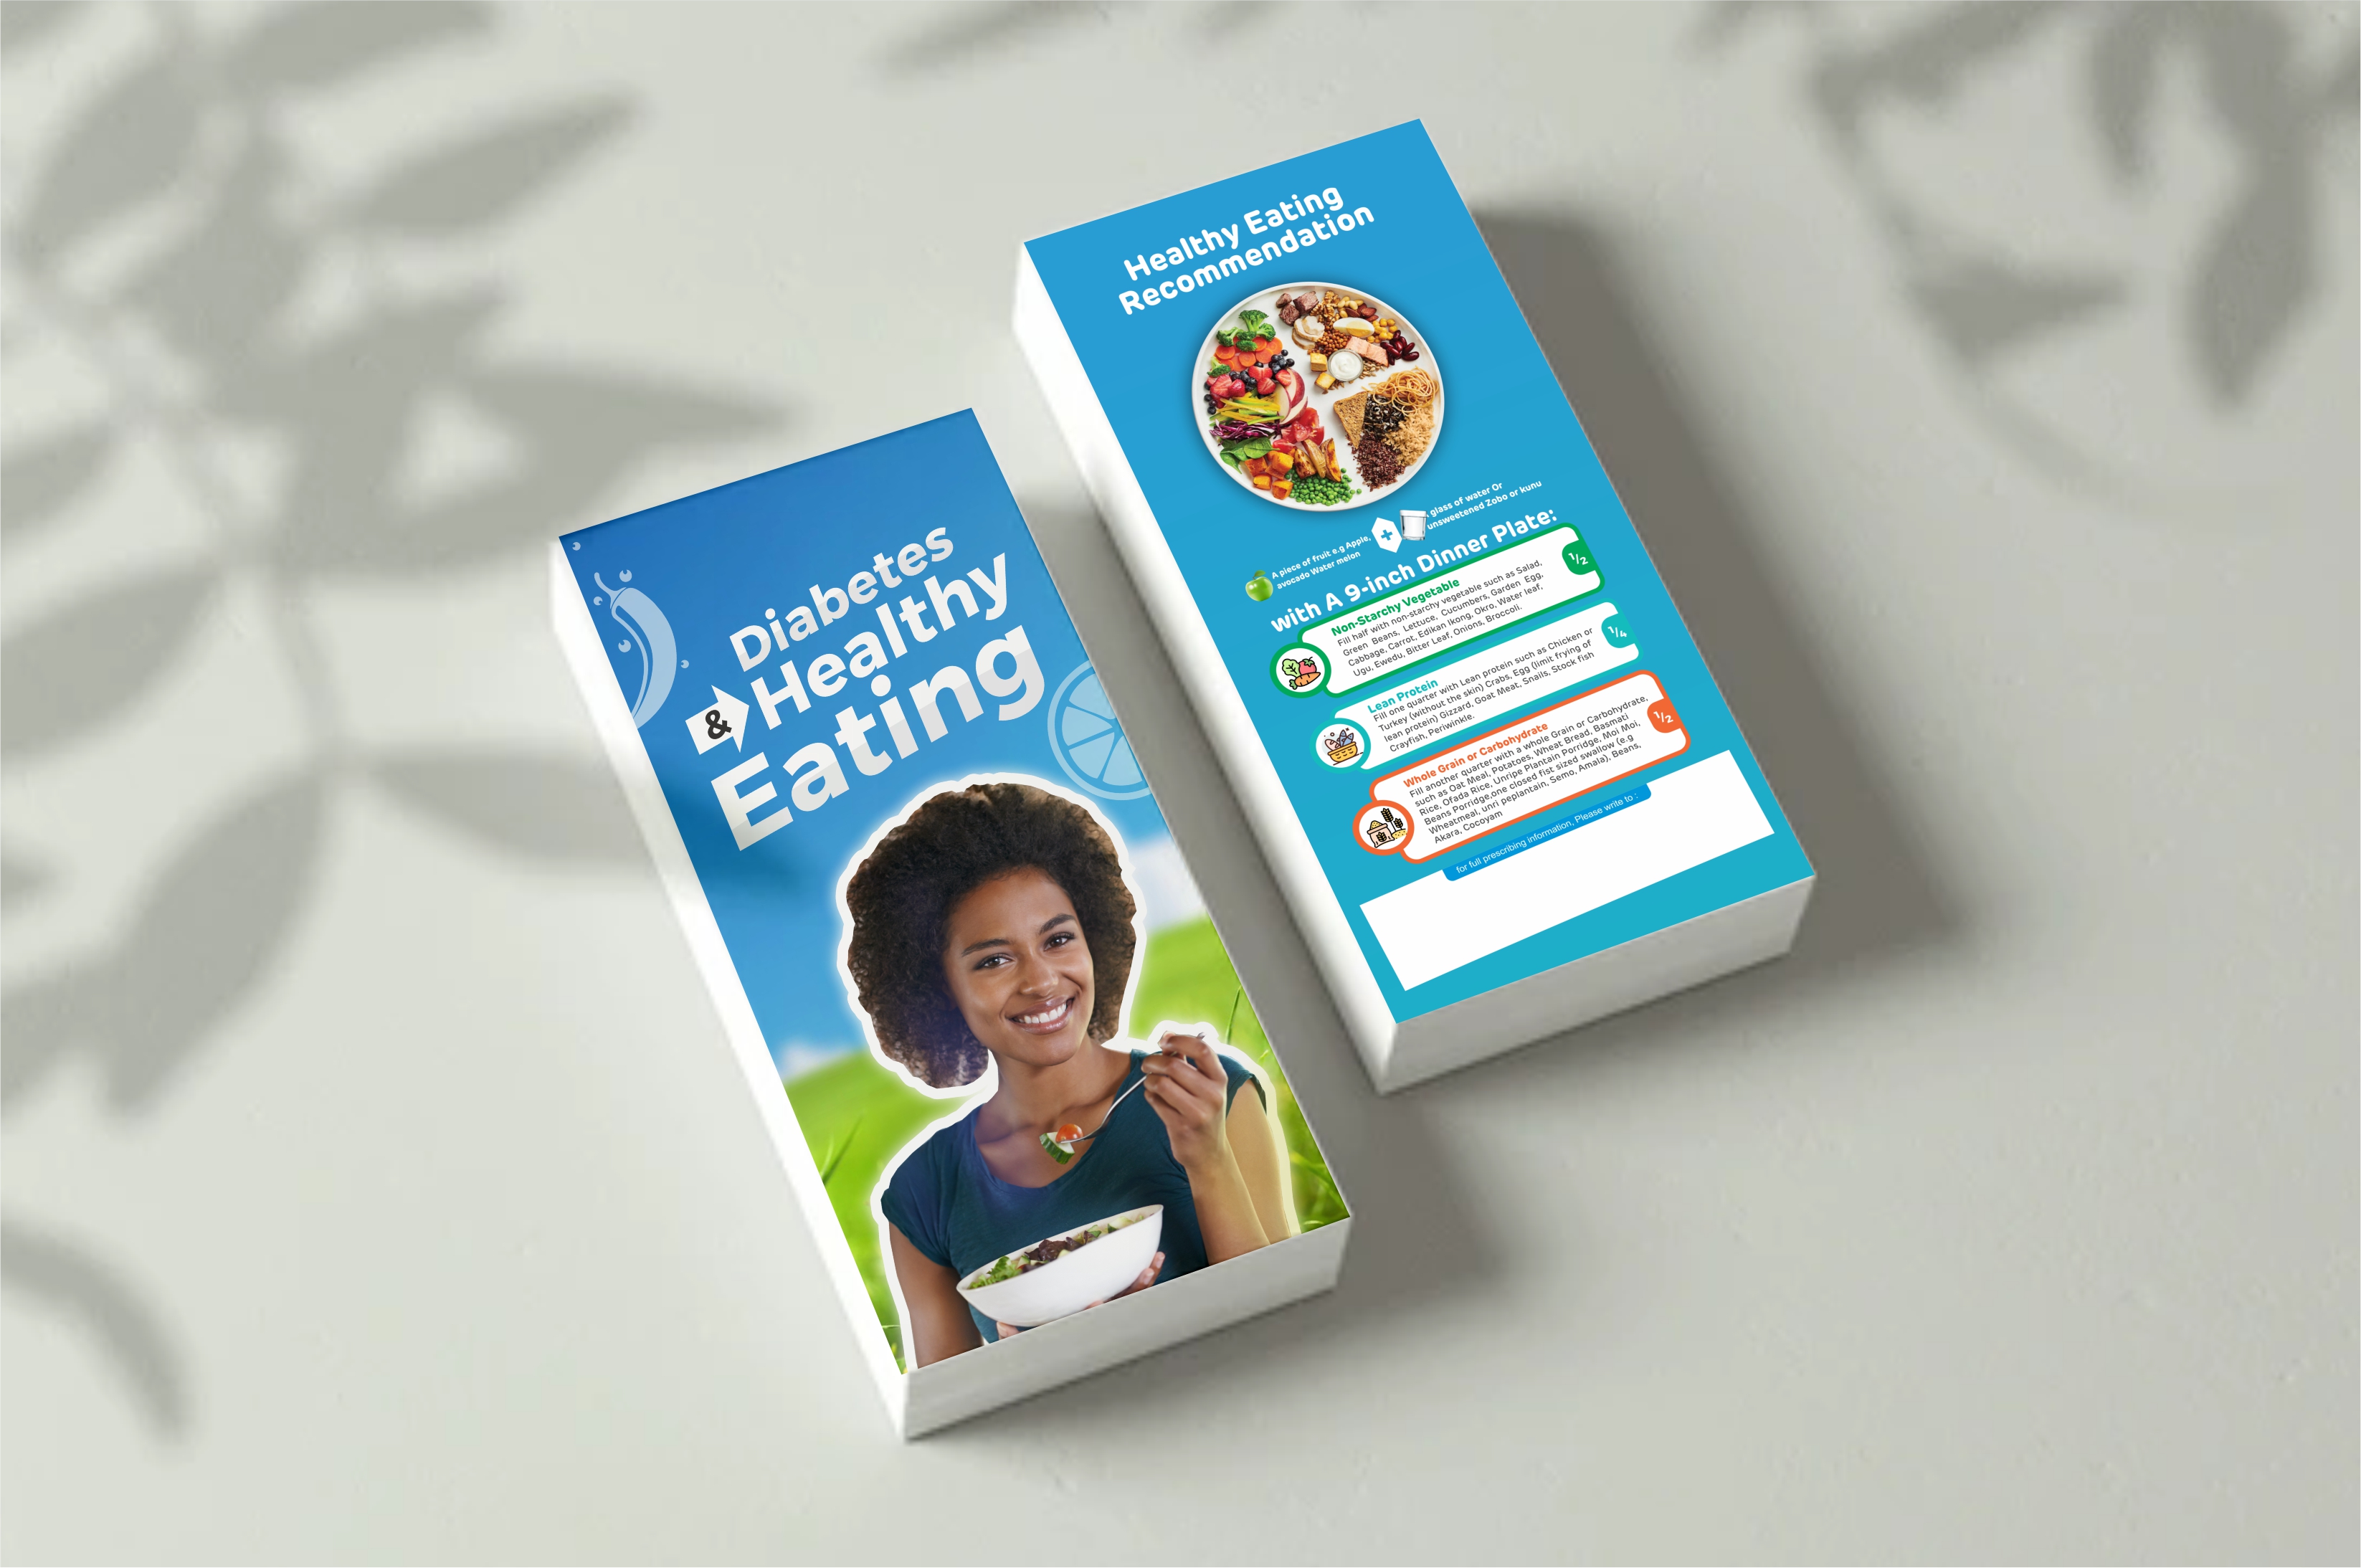 Diabetes
& Healthy
Eating
Healthy Eating
Recommendation
A piece of fruit e.g Apple,
avocado Water melon
+
glass of water Or
unsweetened Zobo or kunu
with A 9-inch Dinner Plate:
Non-Starchy Vegetable
1/2
Fill half with non-starchy vegetable such as Salad,
Green Beans, Lettuce, Cucumbers, Garden Egg,
Cabbage, Carrot, Edikan Ikong, Okro, Water leaf,
Ugu, Ewedu, Bitter Leaf, Onions, Broccoli.
Lean Protein
1/4
Fill one quarter with Lean protein such as Chicken or
Turkey (without the skin) Crabs, Egg (limit frying of
lean protein) Gizzard, Goat Meat, Snails, Stock fish
Crayfish, Periwinkle.
Whole Grain or Carbohydrate
1/2
Fill another quarter with a whole Grain or Carbohydrate,
such as Oat Meal, Potatoes, Wheat Bread, Basmati
Rice, Ofada Rice, Unripe Plantain Porridge, Moi Moi,
Beans Porridge,one closed fist sized swallow (e.g
Wheatmeal, unri peplantain, Semo, Amala), Beans,
Akara, Cocoyam
for full prescribing information, Please write to :